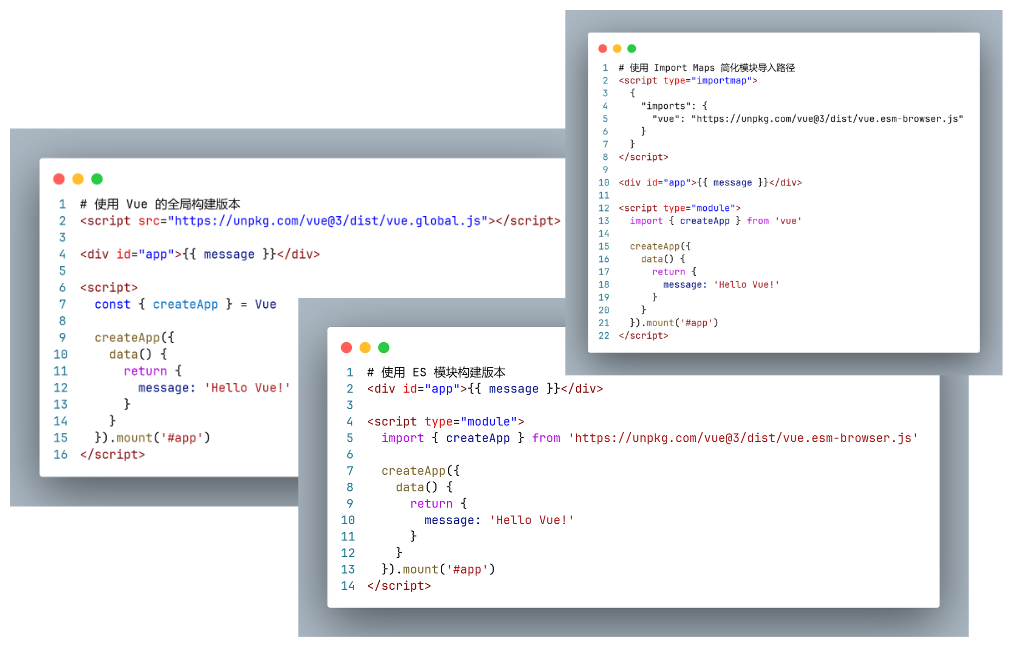 1 # 使用 Vue 的全局构建版本
2 <script src="https://unpkg.com/vue@3/dist/vue.global.js"></script>
3
4 <div id="app">{{ message }}</div>
5
6 <script>
7   const { createApp } = Vue
8
9   createApp({
10     data() {
11       return {
12         message: 'Hello Vue!'
13       }
14     }
15   }).mount('#app')
16 </script>
1 # 使用 ES 模块构建版本
2 <div id="app">{{ message }}</div>
3
4 <script type="module">
5   import { createApp } from 'https://unpkg.com/vue@3/dist/vue.esm-browser.js'
6
7   createApp({
8     data() {
9       return {
10         message: 'Hello Vue!'
11       }
12     }
13   }).mount('#app')
14 </script>
1 # 使用 Import Maps 简化模块导入路径
2 <script type="importmap">
3   {
4     "imports": {
5       "vue": "https://unpkg.com/vue@3/dist/vue.esm-browser.js"
6     }
7   }
8 </script>
9
10 <div id="app">{{ message }}</div>
11
12 <script type="module">
13   import { createApp } from 'vue'
14
15   createApp({
16     data() {
17       return {
18         message: 'Hello Vue!'
19       }
20     }
21   }).mount('#app')
22 </script>